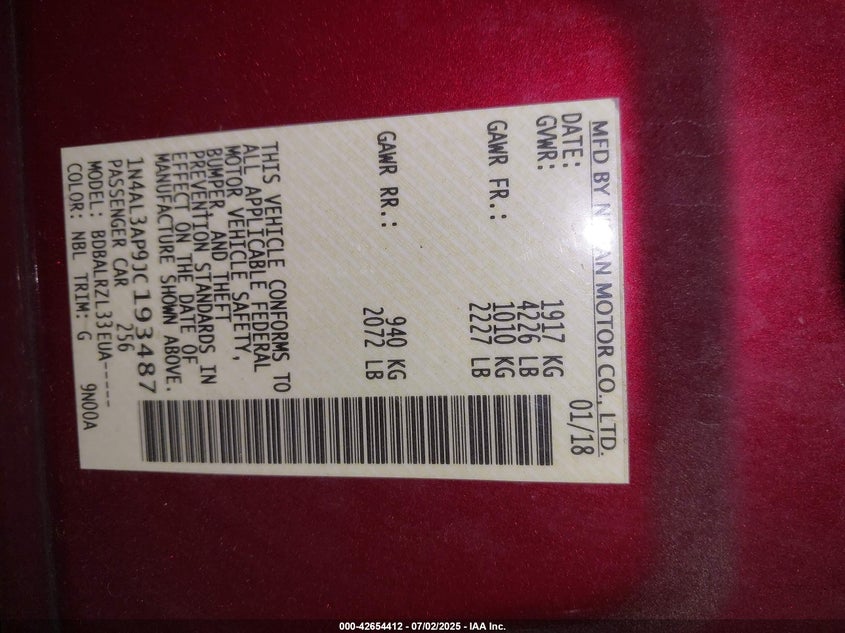 MFD BY NISSAN MOTOR CO., LTD.
DATE: 01/18
GVWR: 1917 KG
4226 LB
GAWR FR.: 1010 KG
2227 LB
GAWR RR.: 940 KG
2072 LB
THIS VEHICLE CONFORMS TO
ALL APPLICABLE FEDERAL
MOTOR VEHICLE SAFETY,
BUMPER, AND THEFT
PREVENTION STANDARDS IN
EFFECT ON THE DATE OF
MANUFACTURE SHOWN ABOVE.
1N4AL3AP9JC193487
PASSENGER CAR 256
MODEL: BDBALRZL33EUA-----
COLOR: NBL TRIM: G 9N00A
000-42654412 - 07/02/2025 - IAA Inc.